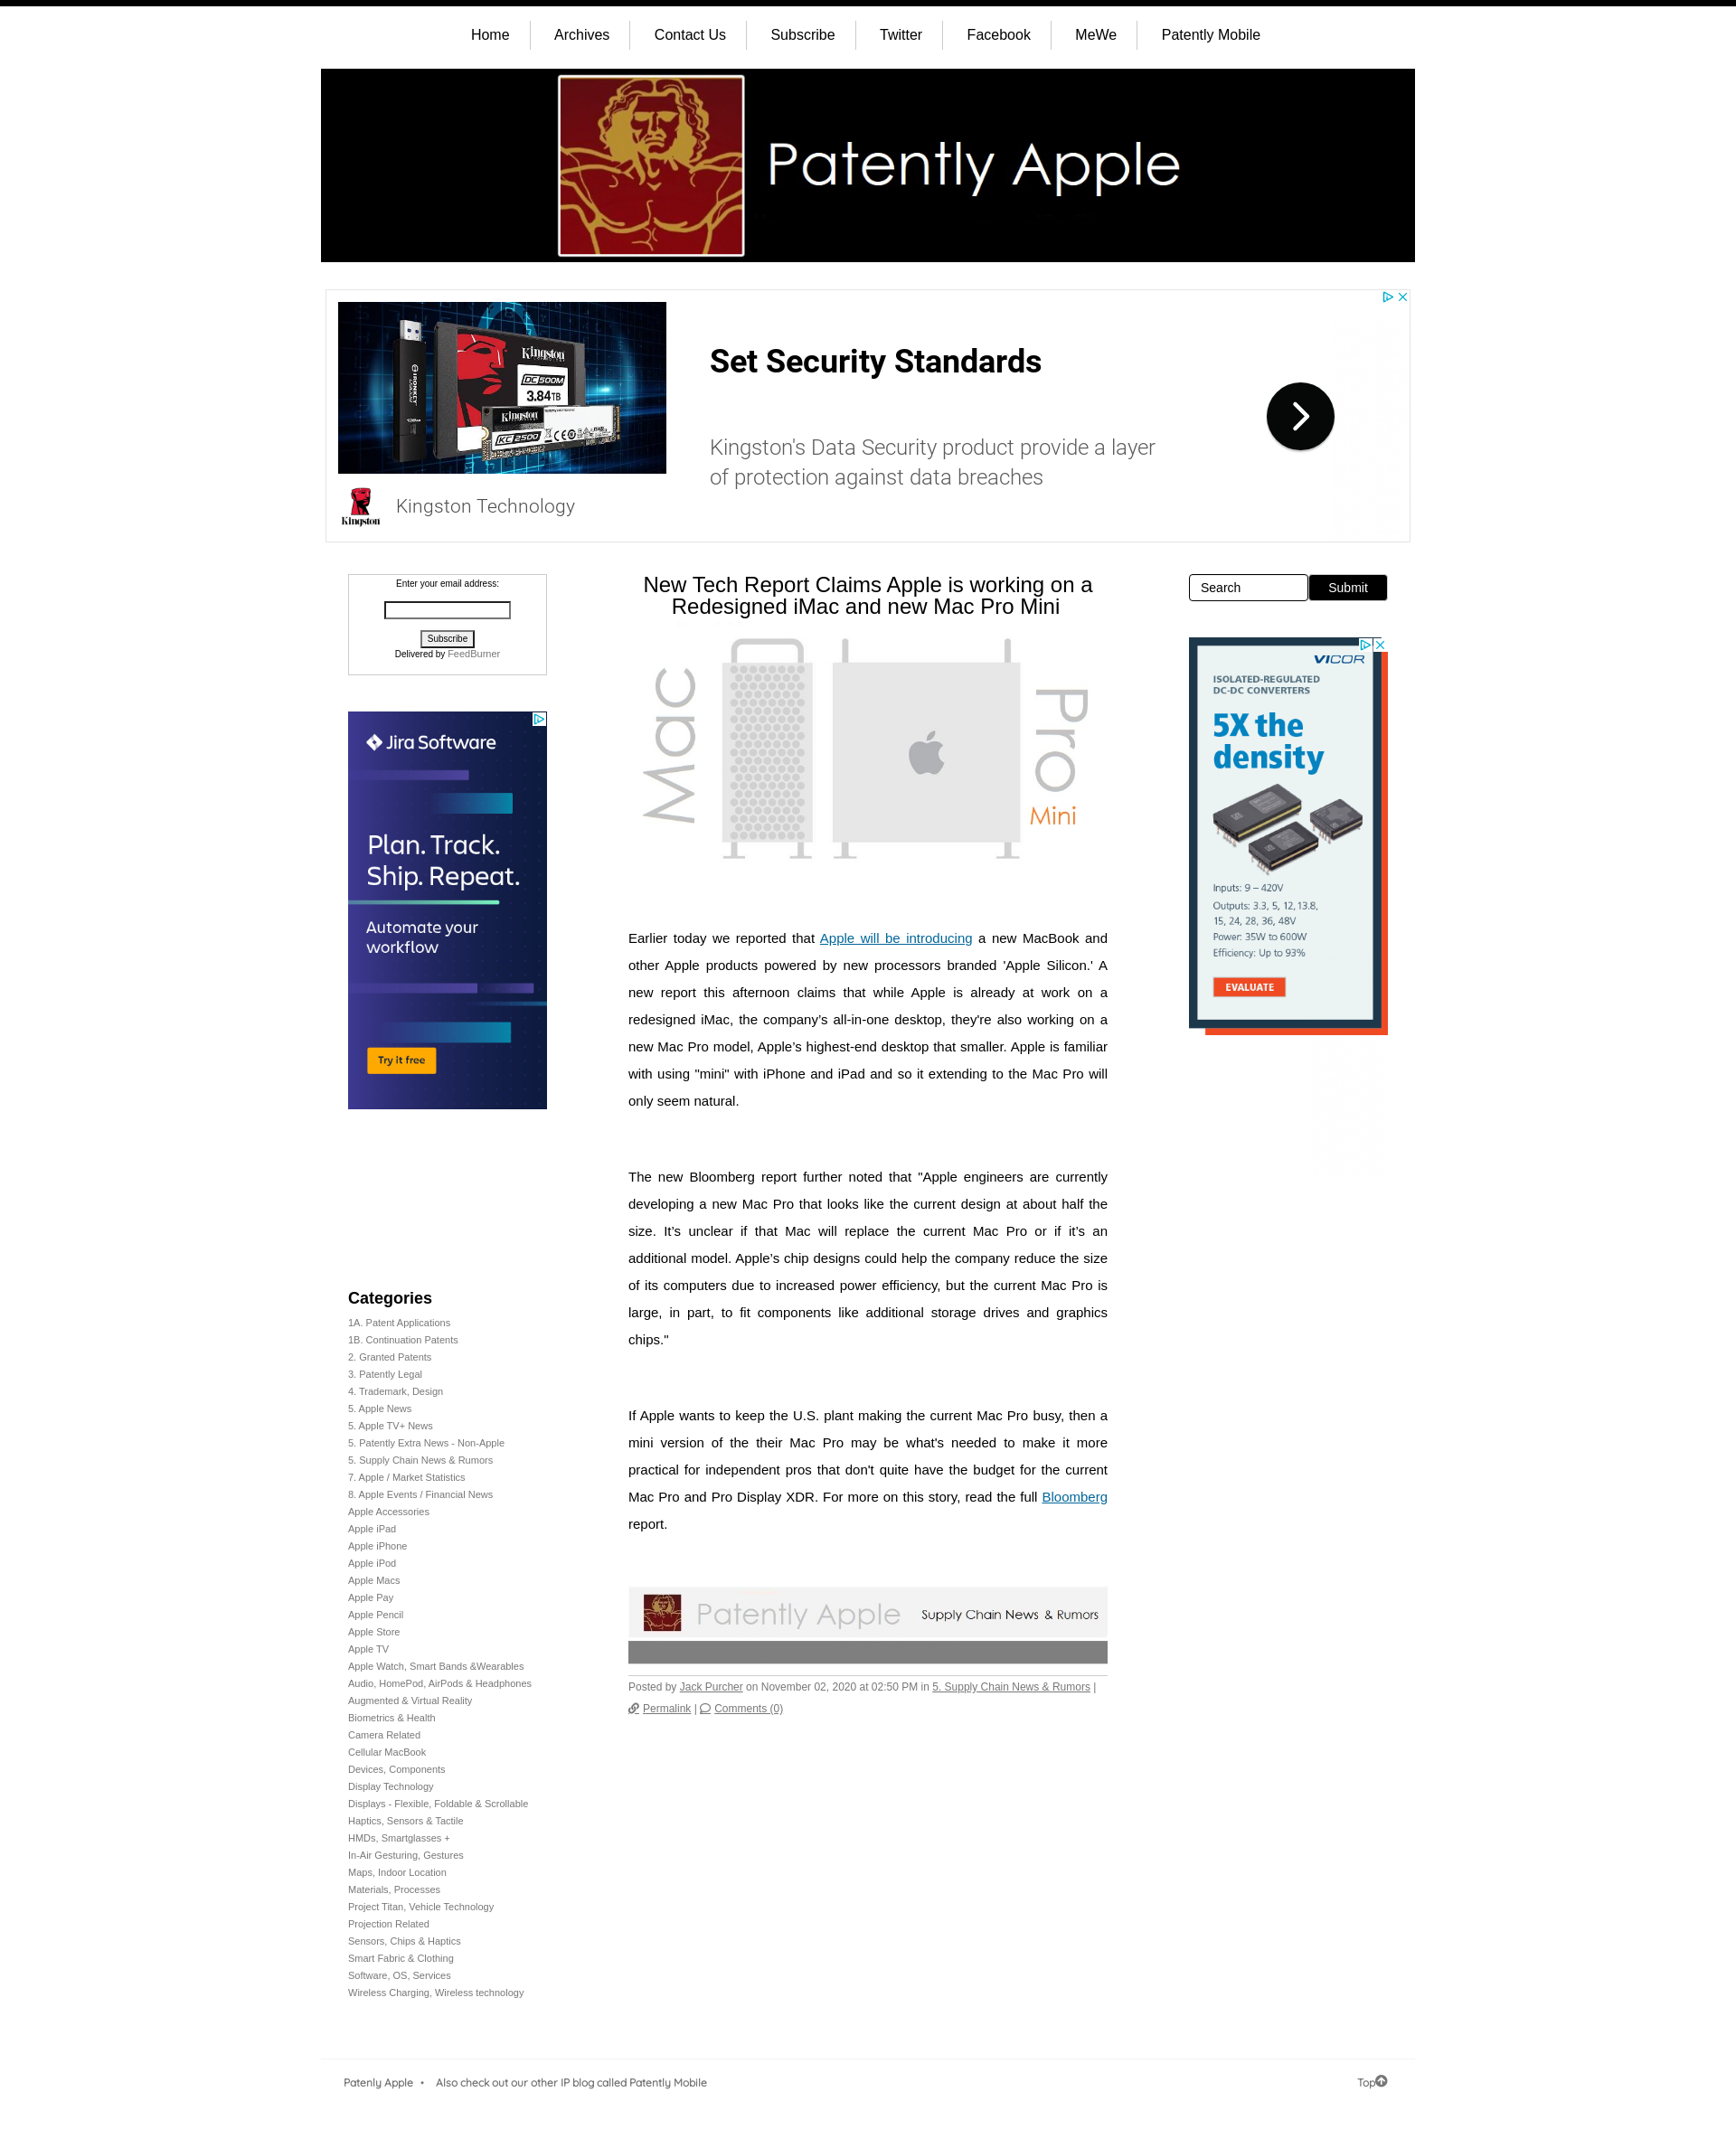 Home
Archives
Contact Us
Subscribe
Twitter
Facebook
MeWe
Patently Mobile
Patently Apple
Kingston
DC500M
3.84TB
Kingston
KC2500
IRONKEY
Kingston
Kingston Technology
Set Security Standards
Kingston's Data Security product provide a layer
of protection against data breaches
Enter your email address:
Subscribe
Delivered by FeedBurner
Jira Software
Plan. Track.
Ship. Repeat.
Automate your
workflow
Try it free
Categories
1A. Patent Applications
1B. Continuation Patents
2. Granted Patents
3. Patently Legal
4. Trademark, Design
5. Apple News
5. Apple TV+ News
5. Patently Extra News - Non-Apple
5. Supply Chain News & Rumors
7. Apple / Market Statistics
8. Apple Events / Financial News
Apple Accessories
Apple iPad
Apple iPhone
Apple iPod
Apple Macs
Apple Pay
Apple Pencil
Apple Store
Apple TV
Apple Watch, Smart Bands &Wearables
Audio, HomePod, AirPods & Headphones
Augmented & Virtual Reality
Biometrics & Health
Camera Related
Cellular MacBook
Devices, Components
Display Technology
Displays - Flexible, Foldable & Scrollable
Haptics, Sensors & Tactile
HMDs, Smartglasses +
In-Air Gesturing, Gestures
Maps, Indoor Location
Materials, Processes
Project Titan, Vehicle Technology
Projection Related
Sensors, Chips & Haptics
Smart Fabric & Clothing
Software, OS, Services
Wireless Charging, Wireless technology
New Tech Report Claims Apple is working on a
Redesigned iMac and new Mac Pro Mini
Mac
Pro
Mini
Earlier today we reported that Apple will be introducing a new MacBook and
other Apple products powered by new processors branded 'Apple Silicon.' A
new report this afternoon claims that while Apple is already at work on a
redesigned iMac, the company's all-in-one desktop, they're also working on a
new Mac Pro model, Apple’s highest-end desktop that smaller. Apple is familiar
with using "mini" with iPhone and iPad and so it extending to the Mac Pro will
only seem natural.
The new Bloomberg report further noted that "Apple engineers are currently
developing a new Mac Pro that looks like the current design at about half the
size. It’s unclear if that Mac will replace the current Mac Pro or if it’s an
additional model. Apple’s chip designs could help the company reduce the size
of its computers due to increased power efficiency, but the current Mac Pro is
large, in part, to fit components like additional storage drives and graphics
chips."
If Apple wants to keep the U.S. plant making the current Mac Pro busy, then a
mini version of the their Mac Pro may be what's needed to make it more
practical for independent pros that don't quite have the budget for the current
Mac Pro and Pro Display XDR. For more on this story, read the full Bloomberg
report.
Patently Apple Supply Chain News & Rumors
Posted by Jack Purcher on November 02, 2020 at 02:50 PM in 5. Supply Chain News & Rumors |
Permalink | Comments (0)
Search
Submit
VICOR
ISOLATED-REGULATED
DC-DC CONVERTERS
5X the
density
Inputs: 9 – 420V
Outputs: 3.3, 5, 12, 13.8,
15, 24, 28, 36, 48V
Power: 35W to 600W
Efficiency: Up to 93%
EVALUATE
Patenly Apple • Also check out our other IP blog called Patently Mobile
Top